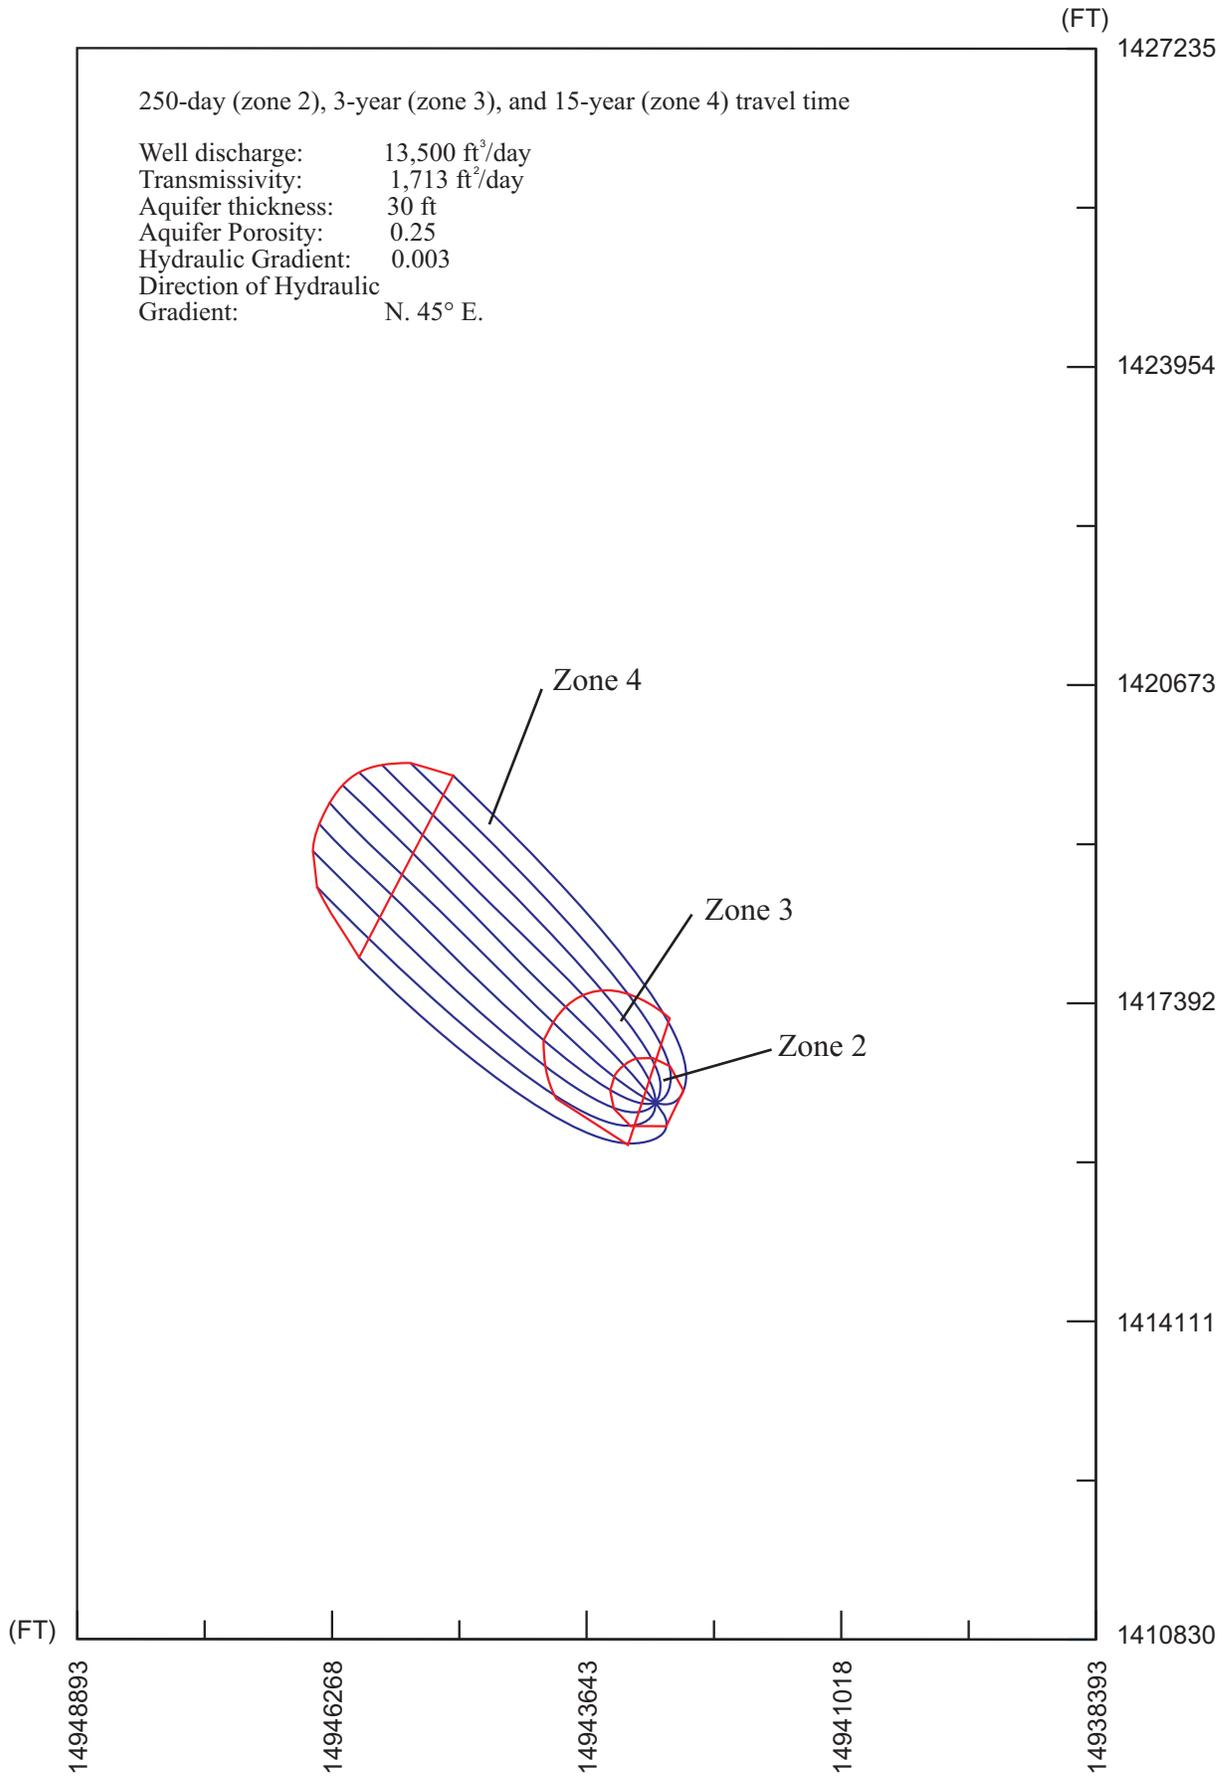 (FT)
1427235
250-day (zone 2), 3-year (zone 3), and 15-year (zone 4) travel time
Well discharge: 13,500 ft³/day
Transmissivity: 1,713 ft²/day
Aquifer thickness: 30 ft
Aquifer Porosity: 0.25
Hydraulic Gradient: 0.003
Direction of Hydraulic
Gradient: N. 45° E.
1423954
Zone 4
1420673
Zone 3
1417392
Zone 2
1414111
(FT)
1410830
14948893
14946268
14943643
14941018
14938393